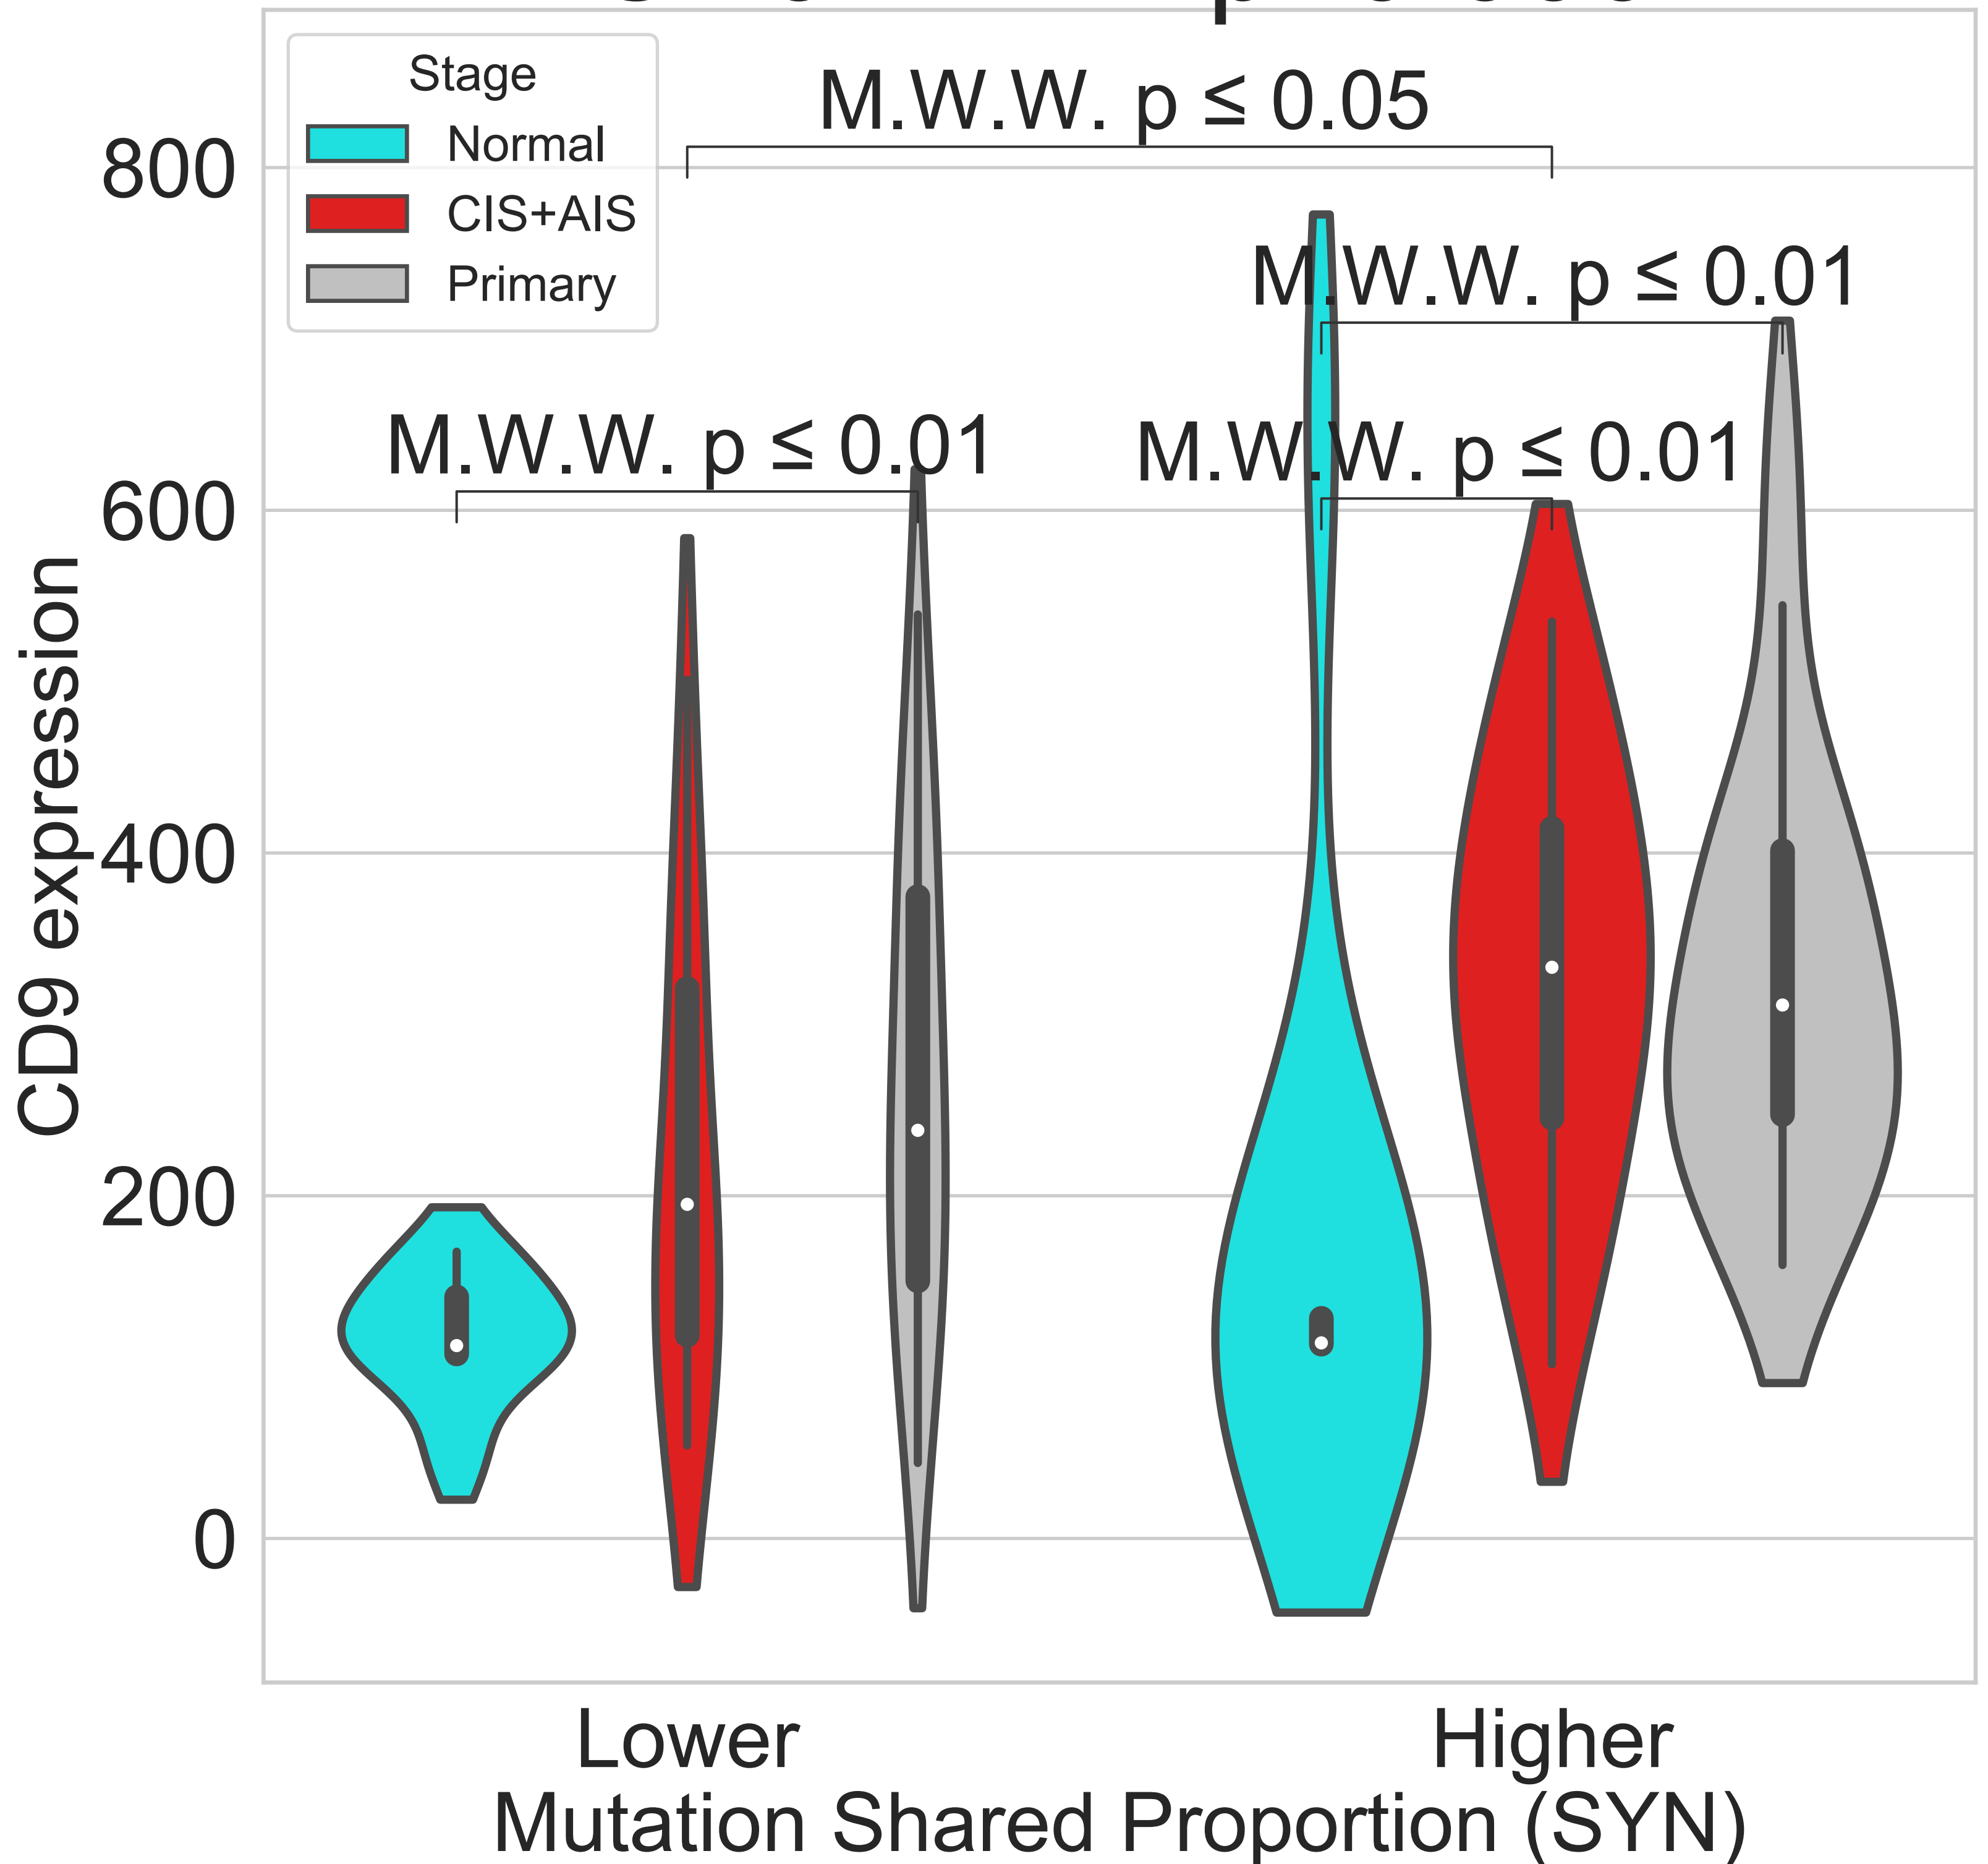 Stage
Normal
CIS+AIS
Primary
M.W.W. p ≤ 0.05
M.W.W. p ≤ 0.01
M.W.W. p ≤ 0.01
M.W.W. p ≤ 0.01
800
600
400
200
0
CD9 expression
Lower
Higher
Mutation Shared Proportion (SYN)